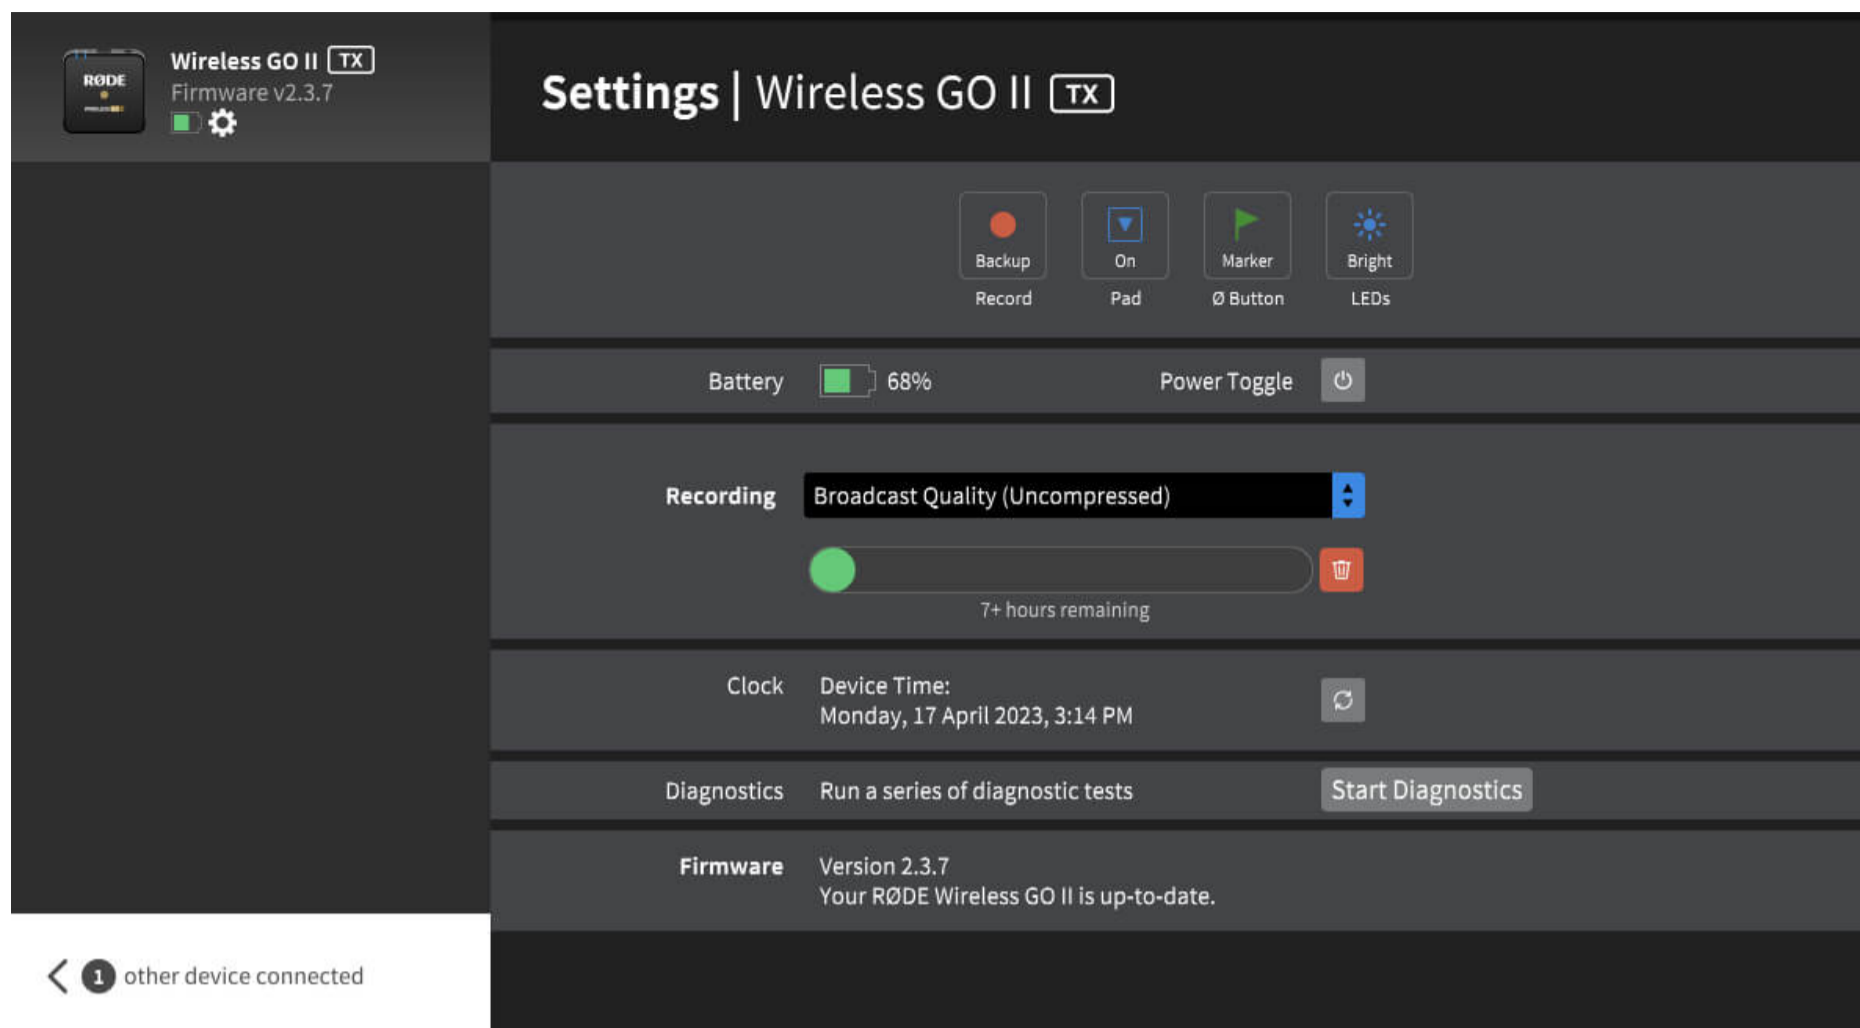 Wireless GO II TX
Firmware v2.3.7
RØDE
Settings | Wireless GO II TX
Backup
On
Marker
Bright
Record
Pad
Ø Button
LEDs
Battery
68%
Power Toggle
Recording
Broadcast Quality (Uncompressed)
7+ hours remaining
Clock
Device Time:
Monday, 17 April 2023, 3:14 PM
Diagnostics
Run a series of diagnostic tests
Start Diagnostics
Firmware
Version 2.3.7
Your RØDE Wireless GO II is up-to-date.
1 other device connected